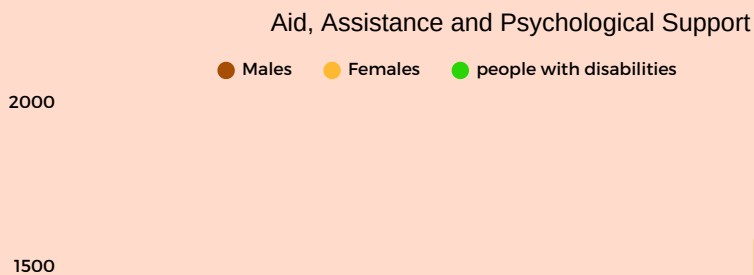 Aid, Assistance and Psychological Support
Males Females people with disabilities
2000
1500